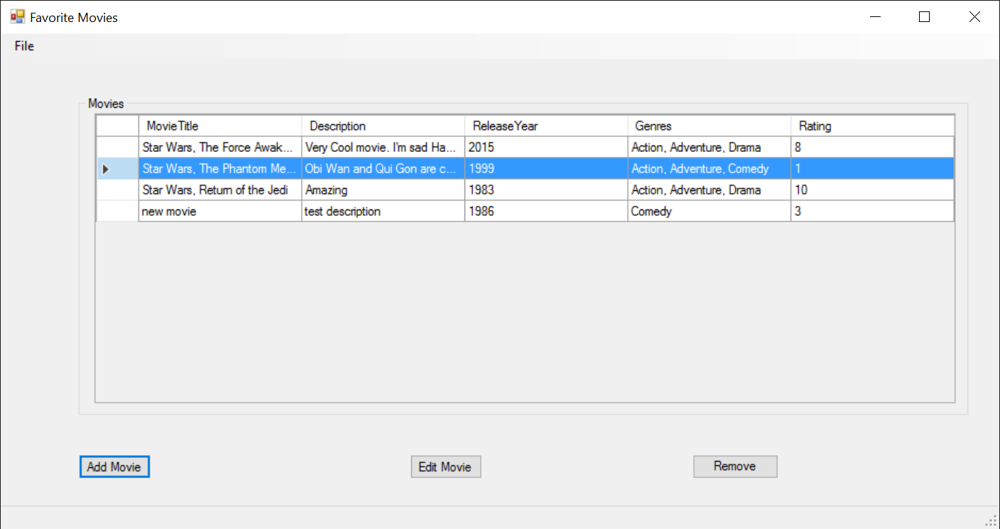 Favorite Movies
File
Movies
MovieTitle Description ReleaseYear Genres Rating
Star Wars, The Force Awak... Very Cool movie. I'm sad Ha... 2015 Action, Adventure, Drama 8
Star Wars, The Phantom Me... Obi Wan and Qui Gon are c... 1999 Action, Adventure, Comedy 1
Star Wars, Return of the Jedi Amazing 1983 Action, Adventure, Drama 10
new movie test description 1986 Comedy 3
Add Movie Edit Movie Remove